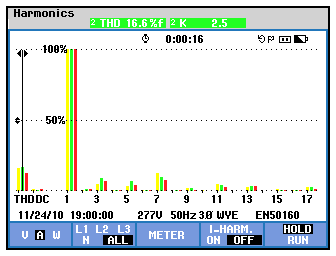 Harmonics
2 THD 16.6%f 2 K 2.5
0:00:16
100%
50%
THDDC 1 3 5 7 9 11 13 15 17
11/24/10 19:00:00 277V 50Hz 3Ø WYE EN50160
V A W L1 L2 L3 N ALL METER I-HARM. ON OFF HOLD RUN